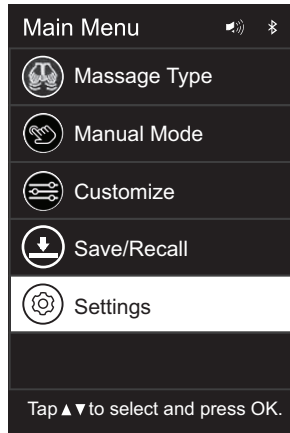 Main Menu
Massage Type
Manual Mode
Customize
Save/Recall
Settings
Tap ▲▼ to select and press OK.